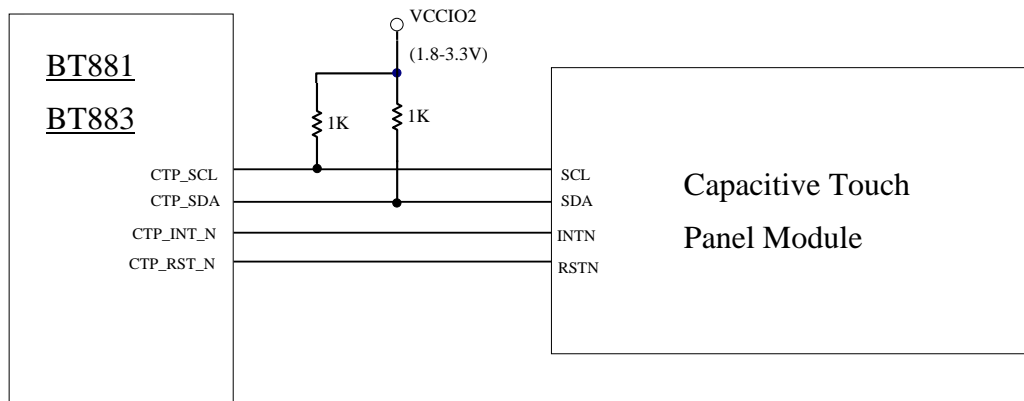 VCCIO2
(1.8-3.3V)
BT881
BT883
1K
1K
CTP_SCL
CTP_SDA
CTP_INT_N
CTP_RST_N
SCL
SDA
INTN
RSTN
Capacitive Touch
Panel Module